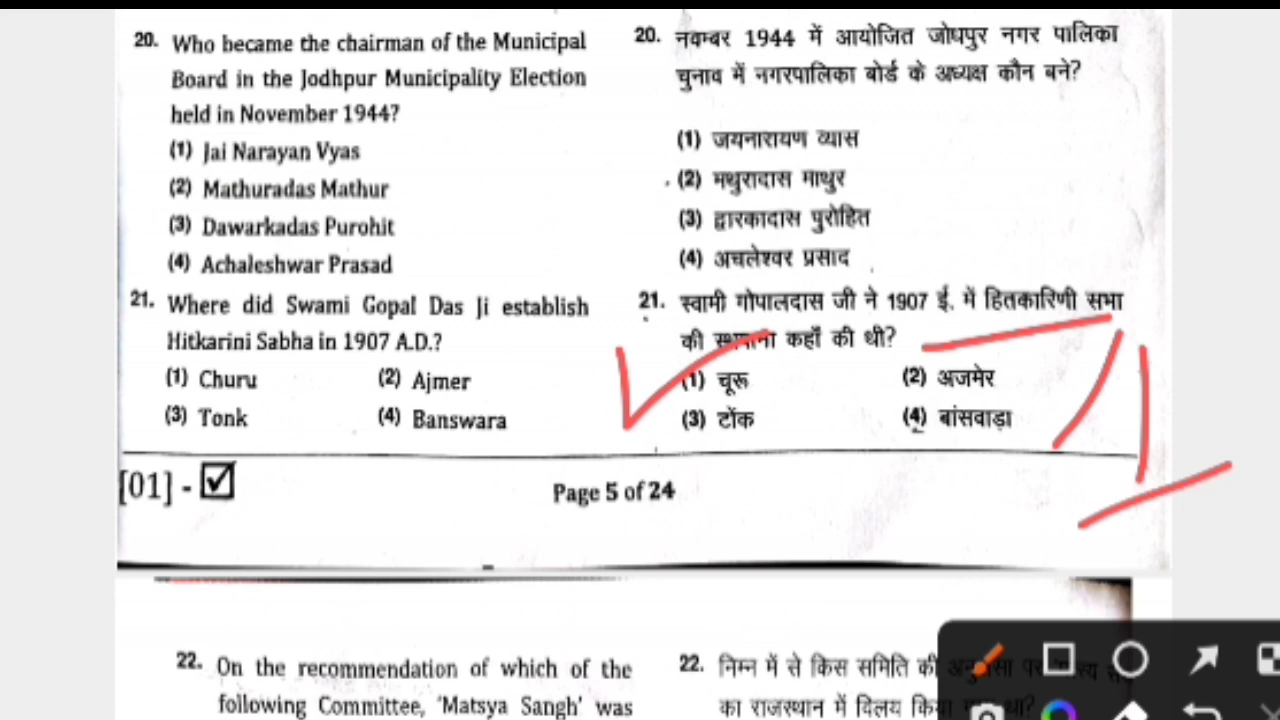 20. Who became the chairman of the Municipal
Board in the Jodhpur Municipality Election
held in November 1944?
(1) Jai Narayan Vyas
(2) Mathuradas Mathur
(3) Dawarkadas Purohit
(4) Achaleshwar Prasad
21. Where did Swami Gopal Das Ji establish
Hitkarini Sabha in 1907 A.D.?
(1) Churu (2) Ajmer
(3) Tonk (4) Banswara
20. नवम्बर 1944 में आयोजित जोधपुर नगर पालिका
चुनाव में नगरपालिका बोर्ड के अध्यक्ष कौन बने?
(1) जयनारायण व्यास
(2) मथुरादास माथुर
(3) द्वारकादास पुरोहित
(4) अचलेश्वर प्रसाद
21. स्वामी गोपालदास जी ने 1907 ई. में हितकारिणी सभा
की स्थापना कहाँ की थी?
(1) चूरू (2) अजमेर
(3) टोंक (4) बांसवाड़ा
[01] -
Page 5 of 24
22. On the recommendation of which of the
following Committee, 'Matsya Sangh' was
22. निम्न में से किस समिति की
का राजस्थान में विलय